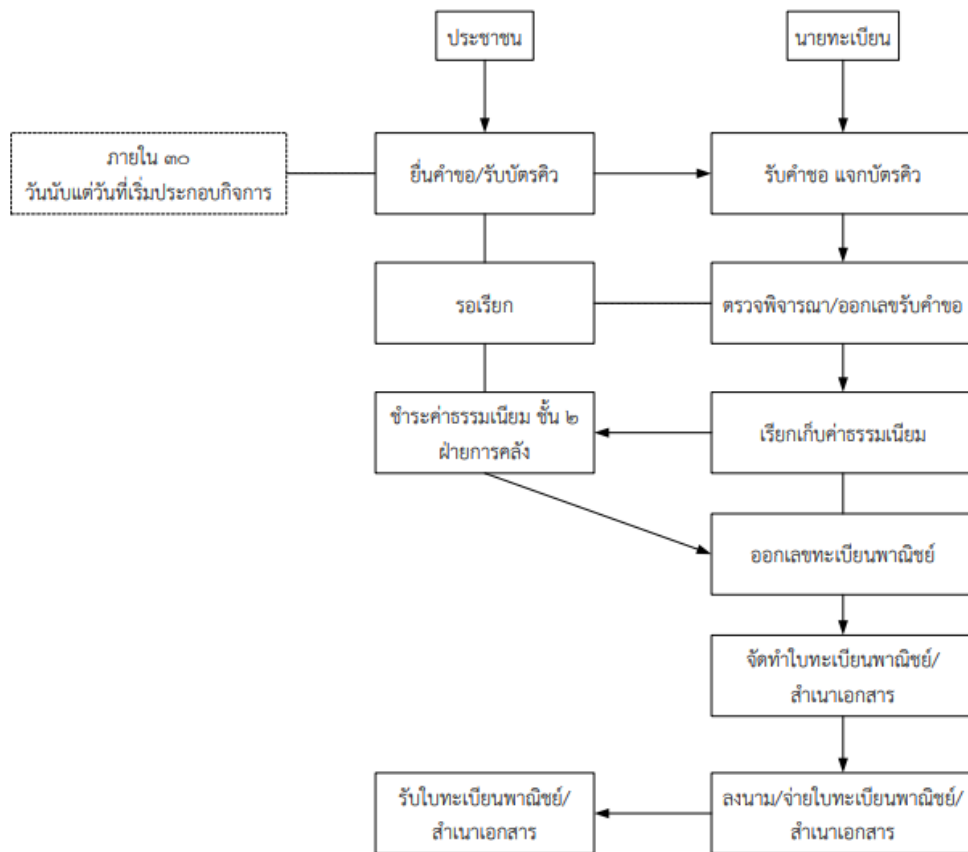 ประชาชน
นายทะเบียน
ภายใน ๓๐
วันนับแต่วันที่เริ่มประกอบกิจการ
ยื่นคำขอ/รับบัตรคิว
รับคำขอ แจกบัตรคิว
รอเรียก
ตรวจพิจารณา/ออกเลขรับคำขอ
ชำระค่าธรรมเนียม ชั้น ๒
ฝ่ายการคลัง
เรียกเก็บค่าธรรมเนียม
ออกเลขทะเบียนพาณิชย์
จัดทำใบทะเบียนพาณิชย์/
สำเนาเอกสาร
รับใบทะเบียนพาณิชย์/
สำเนาเอกสาร
ลงนาม/จ่ายใบทะเบียนพาณิชย์/
สำเนาเอกสาร